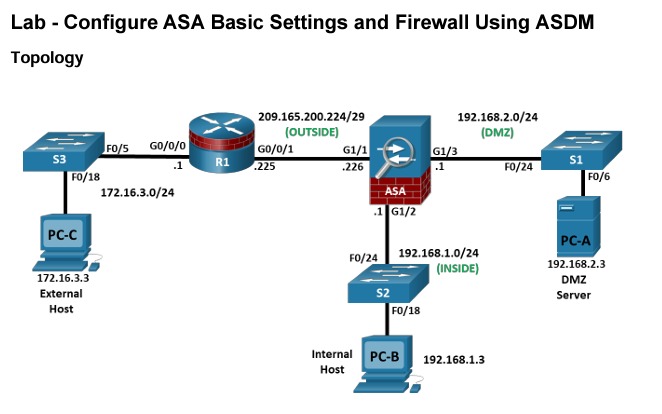 Lab - Configure ASA Basic Settings and Firewall Using ASDM
Topology
209.165.200.224/29
(OUTSIDE)
192.168.2.0/24
(DMZ)
S3
F0/5
G0/0/0
.1
R1
G0/0/1
.225
G1/1
.226
ASA
G1/3
.1
F0/24
S1
F0/6
F0/18
172.16.3.0/24
.1
G1/2
PC-C
172.16.3.3
External
Host
PC-A
192.168.2.3
DMZ
Server
F0/24
192.168.1.0/24
(INSIDE)
S2
F0/18
Internal
Host
PC-B
192.168.1.3